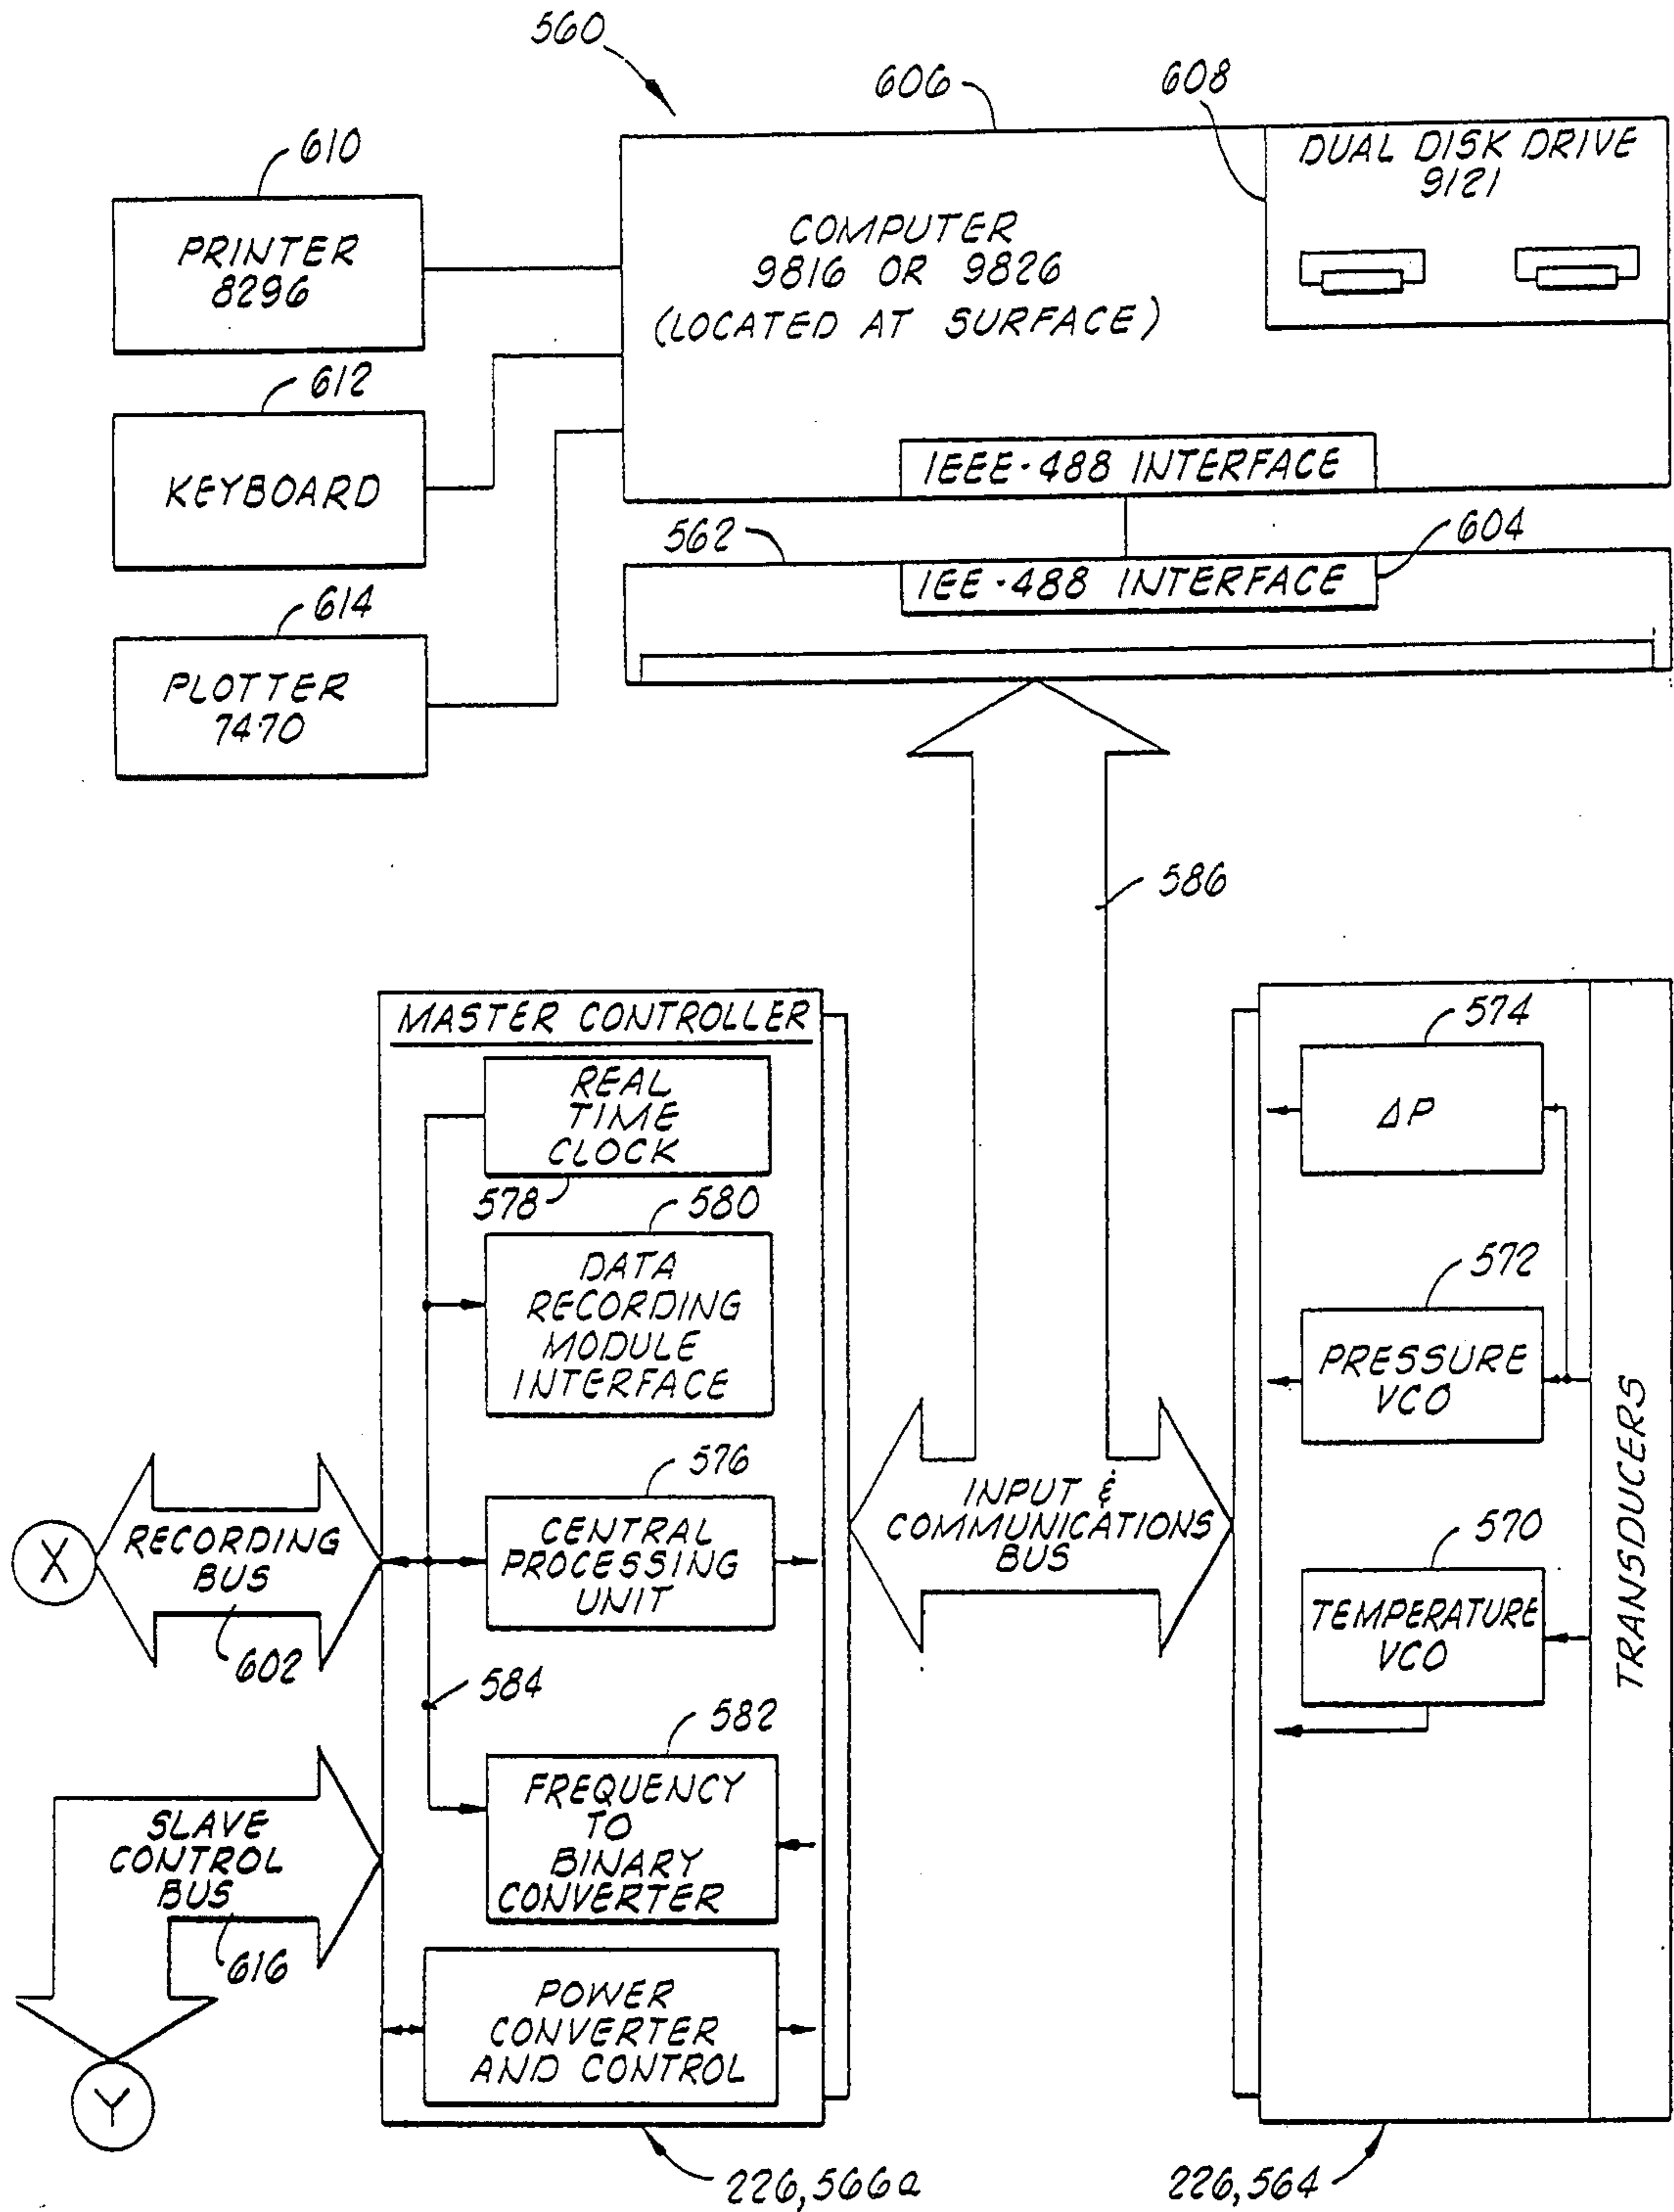 560
606
608
610
DUAL DISK DRIVE
9121
PRINTER
8296
COMPUTER
9816 OR 9826
(LOCATED AT SURFACE)
612
KEYBOARD
IEEE-488 INTERFACE
562
604
IEE-488 INTERFACE
614
PLOTTER
7470
586
MASTER CONTROLLER
REAL
TIME
CLOCK
578
580
DATA
RECORDING
MODULE
INTERFACE
576
CENTRAL
PROCESSING
UNIT
X
RECORDING
BUS
602
584
582
FREQUENCY
TO
BINARY
CONVERTER
SLAVE
CONTROL
BUS
616
Y
POWER
CONVERTER
AND CONTROL
226,566a
INPUT &
COMMUNICATIONS
BUS
574
ΔP
572
PRESSURE
VCO
570
TEMPERATURE
VCO
TRANSDUCERS
226,564